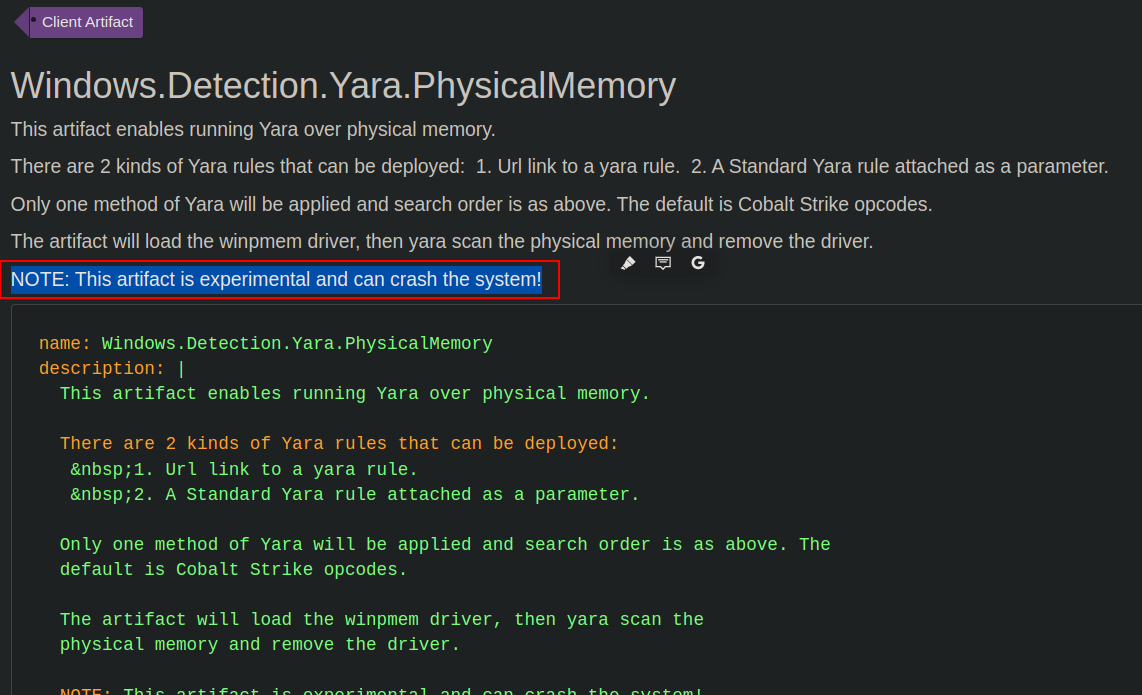 Client Artifact
Windows.Detection.Yara.PhysicalMemory
This artifact enables running Yara over physical memory.
There are 2 kinds of Yara rules that can be deployed:  1. Url link to a yara rule.  2. A Standard Yara rule attached as a parameter.
Only one method of Yara will be applied and search order is as above. The default is Cobalt Strike opcodes.
The artifact will load the winpmem driver, then yara scan the physical memory and remove the driver.
G
NOTE: This artifact is experimental and can crash the system!
name: Windows.Detection.Yara.PhysicalMemory
description: |
This artifact enables running Yara over physical memory.
There are 2 kinds of Yara rules that can be deployed:
&nbsp;1. Url link to a yara rule.
&nbsp;2. A Standard Yara rule attached as a parameter.
Only one method of Yara will be applied and search order is as above. The
default is Cobalt Strike opcodes.
The artifact will load the winpmem driver, then yara scan the
physical memory and remove the driver.
NOTE: This artifact is experimental and can crash the system!